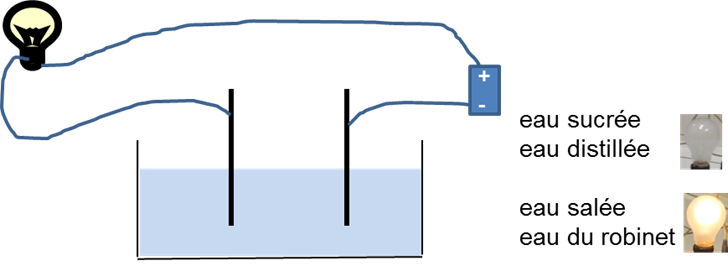 +
-
eau sucrée
eau distillée
eau salée
eau du robinet